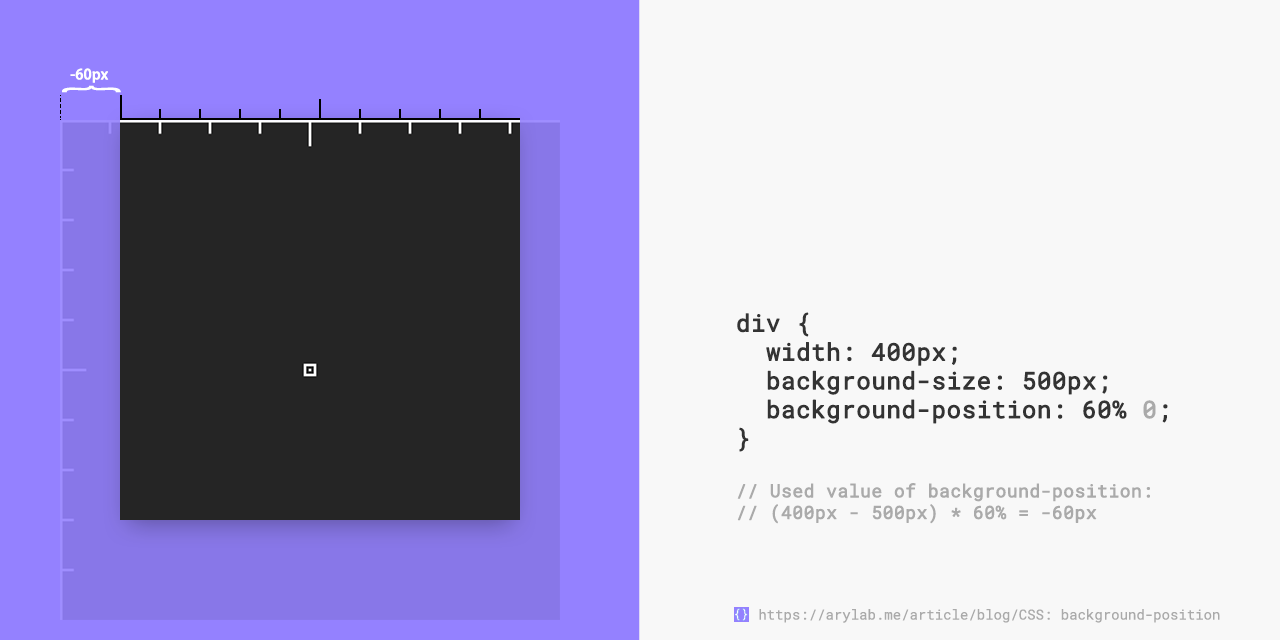 -60px
div {
  width: 400px;
  background-size: 500px;
  background-position: 60% 0;
}
// Used value of background-position:
// (400px - 500px) * 60% = -60px
{} https://arylab.me/article/blog/CSS: background-position